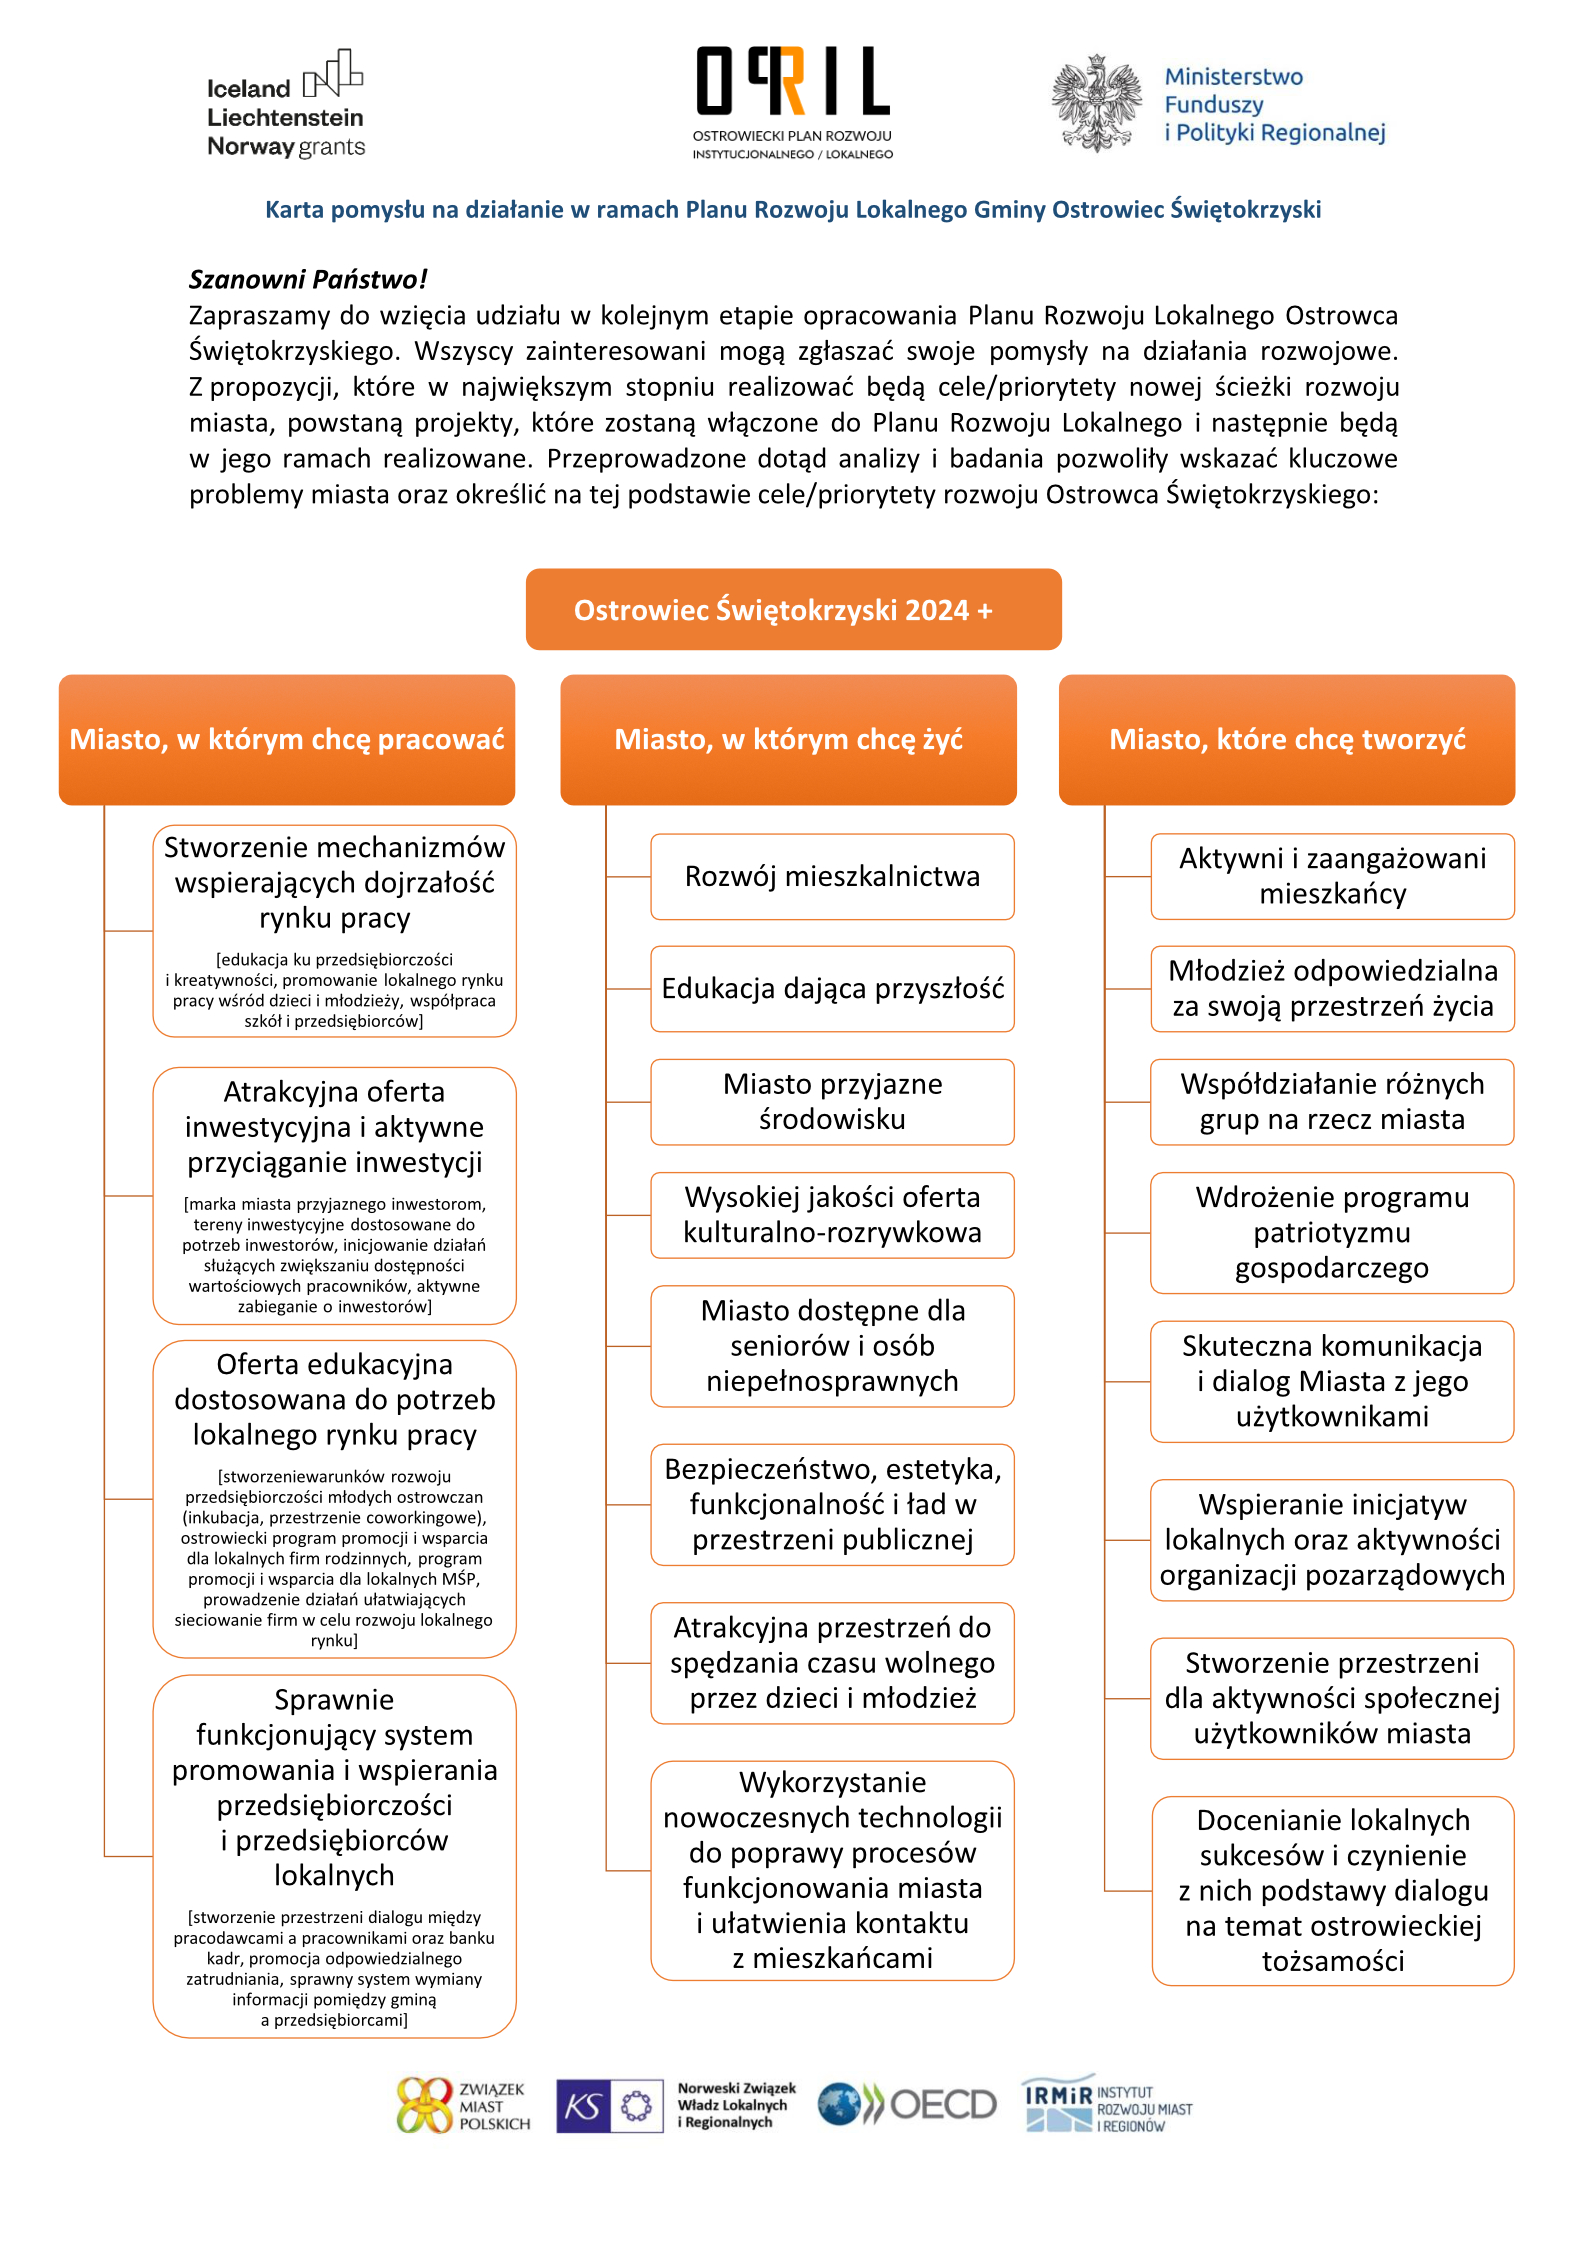 Iceland
Liechtenstein
Norway grants
OPRIL
OSTROWIECKI PLAN ROZWOJU
INSTYTUCJONALNEGO / LOKALNEGO
Ministerstwo
Funduszy
i Polityki Regionalnej
Karta pomysłu na działanie w ramach Planu Rozwoju Lokalnego Gminy Ostrowiec Świętokrzyski
Szanowni Państwo!
Zapraszamy do wzięcia udziału w kolejnym etapie opracowania Planu Rozwoju Lokalnego Ostrowca
Świętokrzyskiego. Wszyscy zainteresowani mogą zgłaszać swoje pomysły na działania rozwojowe.
Z propozycji, które w największym stopniu realizować będą cele/priorytety nowej ścieżki rozwoju
miasta, powstaną projekty, które zostaną włączone do Planu Rozwoju Lokalnego i następnie będą
w jego ramach realizowane. Przeprowadzone dotąd analizy i badania pozwoliły wskazać kluczowe
problemy miasta oraz określić na tej podstawie cele/priorytety rozwoju Ostrowca Świętokrzyskiego:
Ostrowiec Świętokrzyski 2024 +
Miasto, w którym chcę pracować
Stworzenie mechanizmów
wspierających dojrzałość
rynku pracy
[edukacja ku przedsiębiorczości
i kreatywności, promowanie lokalnego rynku
pracy wśród dzieci i młodzieży, współpraca
szkół i przedsiębiorców]
Atrakcyjna oferta
inwestycyjna i aktywne
przyciąganie inwestycji
[marka miasta przyjaznego inwestorom,
tereny inwestycyjne dostosowane do
potrzeb inwestorów, inicjowanie działań
służących zwiększaniu dostępności
wartościowych pracowników, aktywne
zabieganie o inwestorów]
Oferta edukacyjna
dostosowana do potrzeb
lokalnego rynku pracy
[stworzeniewarunków rozwoju
przedsiębiorczości młodych ostrowczan
(inkubacja, przestrzenie coworkingowe),
ostrowiecki program promocji i wsparcia
dla lokalnych firm rodzinnych, program
promocji i wsparcia dla lokalnych MŚP,
prowadzenie działań ułatwiających
sieciowanie firm w celu rozwoju lokalnego
rynku]
Sprawnie
funkcjonujący system
promowania i wspierania
przedsiębiorczości
i przedsiębiorców
lokalnych
[stworzenie przestrzeni dialogu między
pracodawcami a pracownikami oraz banku
kadr, promocja odpowiedzialnego
zatrudniania, sprawny system wymiany
informacji pomiędzy gminą
a przedsiębiorcami]
Miasto, w którym chcę żyć
Rozwój mieszkalnictwa
Edukacja dająca przyszłość
Miasto przyjazne
środowisku
Wysokiej jakości oferta
kulturalno-rozrywkowa
Miasto dostępne dla
seniorów i osób
niepełnosprawnych
Bezpieczeństwo, estetyka,
funkcjonalność i ład w
przestrzeni publicznej
Atrakcyjna przestrzeń do
spędzania czasu wolnego
przez dzieci i młodzież
Wykorzystanie
nowoczesnych technologii
do poprawy procesów
funkcjonowania miasta
i ułatwienia kontaktu
z mieszkańcami
Miasto, które chcę tworzyć
Aktywni i zaangażowani
mieszkańcy
Młodzież odpowiedzialna
za swoją przestrzeń życia
Współdziałanie różnych
grup na rzecz miasta
Wdrożenie programu
patriotyzmu
gospodarczego
Skuteczna komunikacja
i dialog Miasta z jego
użytkownikami
Wspieranie inicjatyw
lokalnych oraz aktywności
organizacji pozarządowych
Stworzenie przestrzeni
dla aktywności społecznej
użytkowników miasta
Docenianie lokalnych
sukcesów i czynienie
z nich podstawy dialogu
na temat ostrowieckiej
tożsamości
ZWIĄZEK
MIAST
POLSKICH
KS
Norweski Związek
Władz Lokalnych
i Regionalnych
OECD
IRMiR INSTYTUT
ROZWOJU MIAST
I REGIONÓW